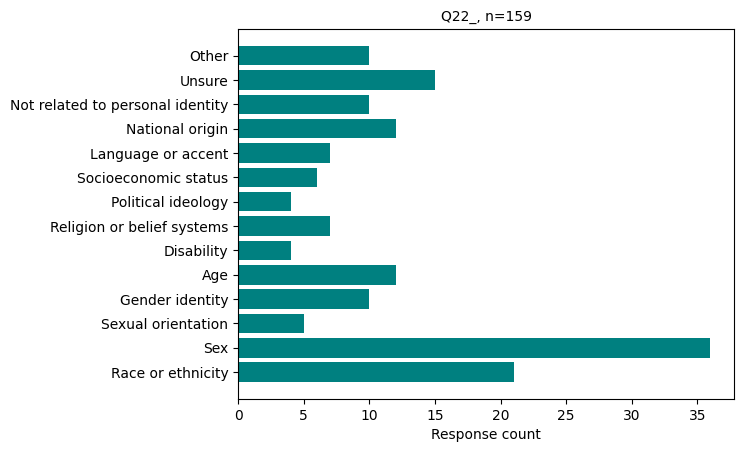 Q22_, n=159
Other
Unsure
Not related to personal identity
National origin
Language or accent
Socioeconomic status
Political ideology
Religion or belief systems
Disability
Age
Gender identity
Sexual orientation
Sex
Race or ethnicity
0 5 10 15 20 25 30 35
Response count